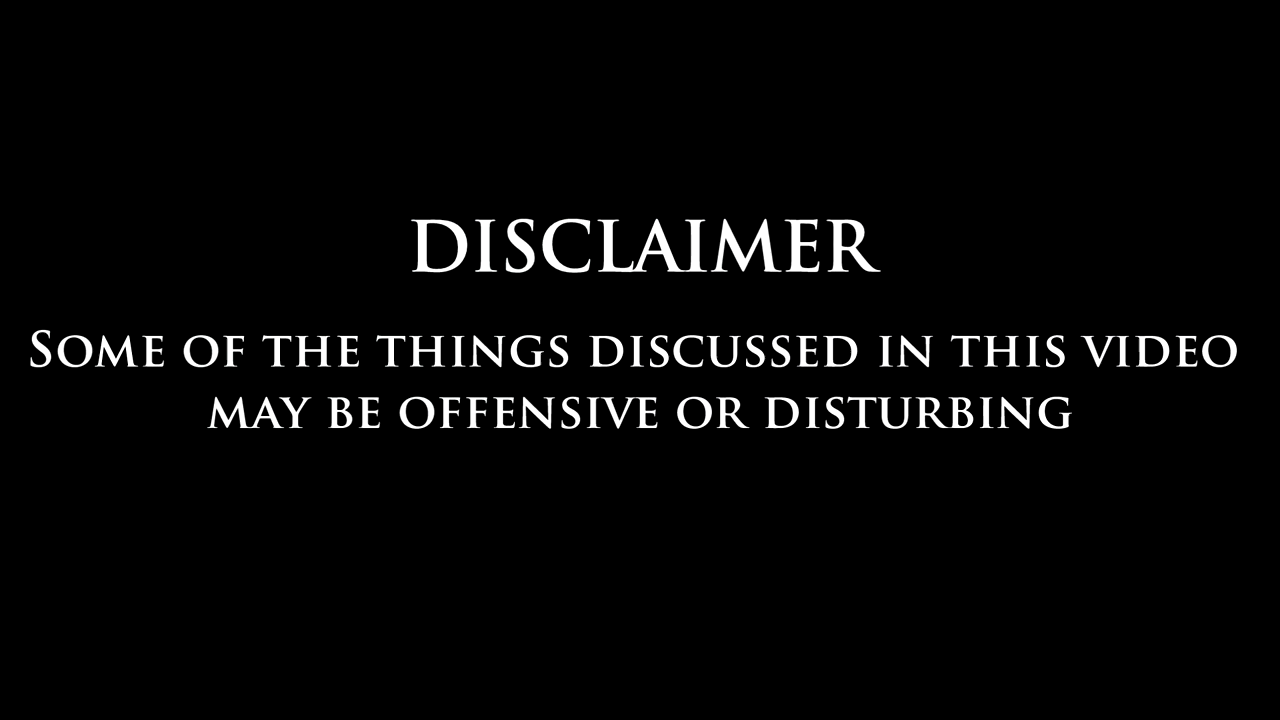 DISCLAIMER
Some of the things discussed in this video
may be offensive or disturbing